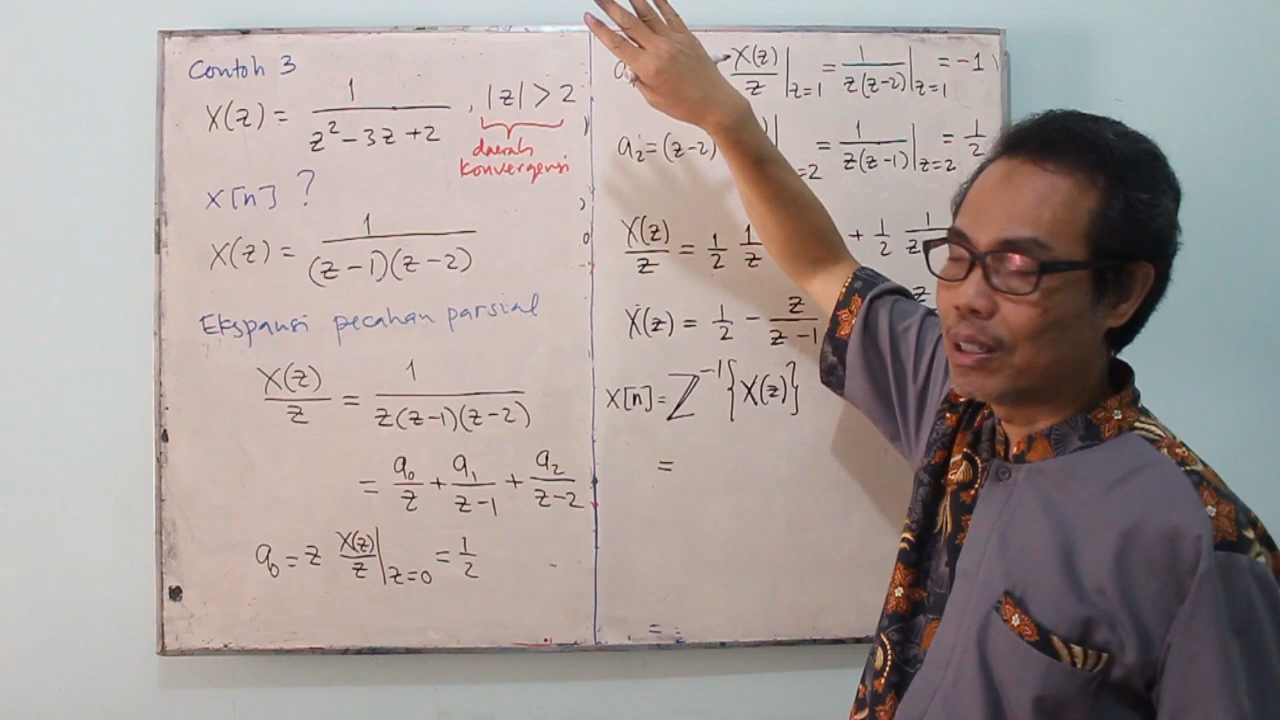 Contoh 3
X(z) = 1/(z² − 3z + 2) , |z| > 2
daerah
konvergensi
x[n] ?
X(z) = 1/((z−1)(z−2))
Ekspansi pecahan parsial
X(z)/z = 1/(z(z−1)(z−2))
= a₀/z + a₁/(z−1) + a₂/(z−2)
a₀ = z X(z)/z |z=0 = 1/2
X(z)/z |z=1 = 1/(z(z−2)) |z=1 = −1
a₂ = (z−2) | =2 = 1/(z(z−1)) |z=2 = 1/2
X(z)/z = 1/2 1/z + 1/2 1/z
X(z) = 1/2 − z/(z−1) z
x[n] = Z⁻¹{X(z)}
=
=